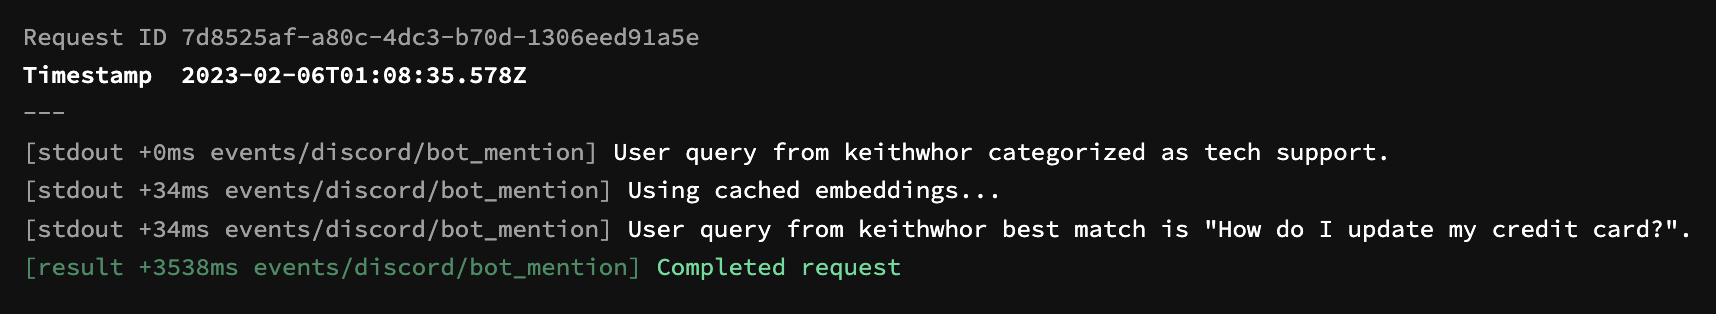 Request ID 7d8525af-a80c-4dc3-b70d-1306eed91a5e
Timestamp  2023-02-06T01:08:35.578Z
---
[stdout +0ms events/discord/bot_mention] User query from keithwhor categorized as tech support.
[stdout +34ms events/discord/bot_mention] Using cached embeddings...
[stdout +34ms events/discord/bot_mention] User query from keithwhor best match is "How do I update my credit card?".
[result +3538ms events/discord/bot_mention] Completed request